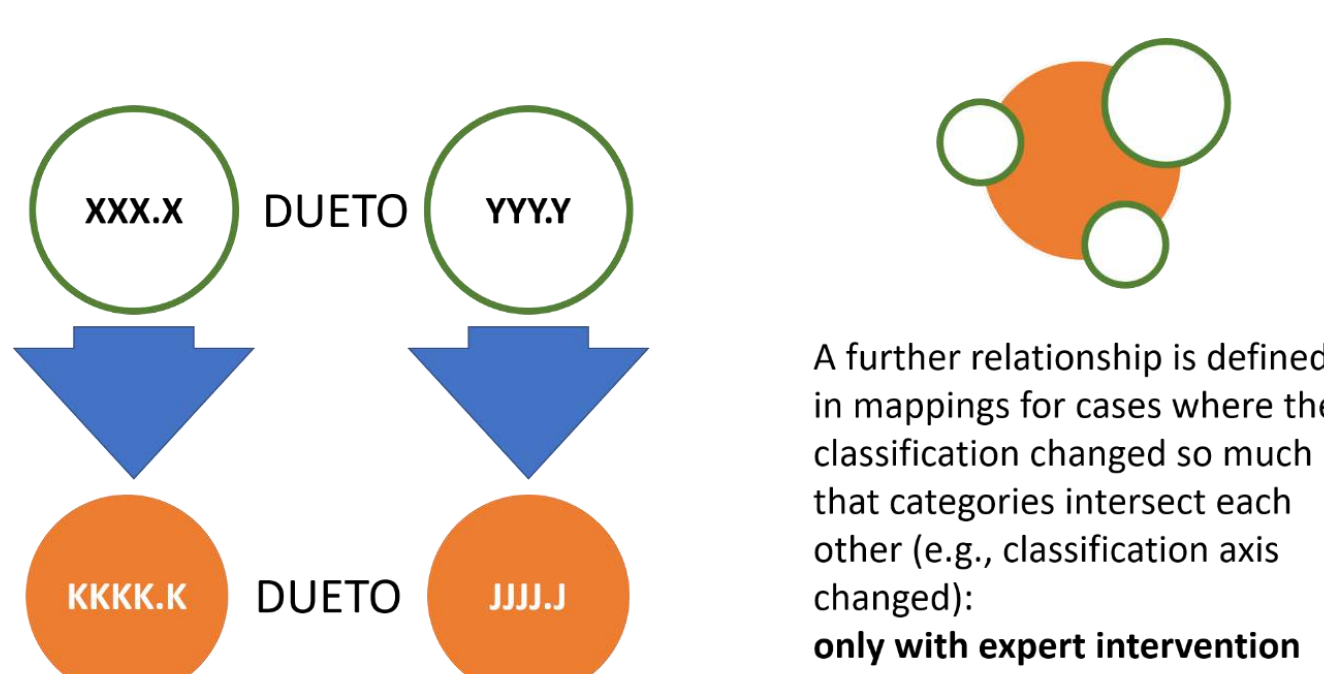 XXX.X DUETO YYY.Y
KKKK.K DUETO JJJJ.J
A further relationship is defined
in mappings for cases where the
classification changed so much
that categories intersect each
other (e.g., classification axis
changed):
only with expert intervention